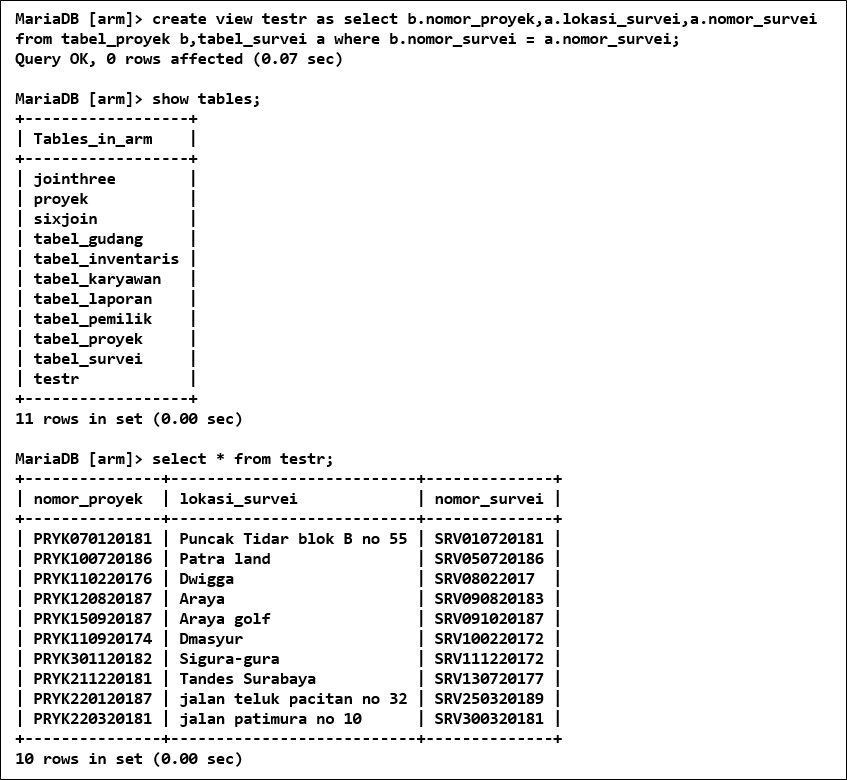 MariaDB [arm]> create view testr as select b.nomor_proyek,a.lokasi_survei,a.nomor_survei
from tabel_proyek b,tabel_survei a where b.nomor_survei = a.nomor_survei;
Query OK, 0 rows affected (0.07 sec)

MariaDB [arm]> show tables;
+------------------+
| Tables_in_arm    |
+------------------+
| jointhree        |
| proyek           |
| sixjoin          |
| tabel_gudang     |
| tabel_inventaris |
| tabel_karyawan   |
| tabel_laporan    |
| tabel_pemilik    |
| tabel_proyek     |
| tabel_survei     |
| testr            |
+------------------+
11 rows in set (0.00 sec)

MariaDB [arm]> select * from testr;
+---------------+---------------------------+--------------+
| nomor_proyek  | lokasi_survei             | nomor_survei |
+---------------+---------------------------+--------------+
| PRYK070120181 | Puncak Tidar blok B no 55 | SRV010720181 |
| PRYK100720186 | Patra land                | SRV050720186 |
| PRYK110220176 | Dwigga                    | SRV08022017  |
| PRYK120820187 | Araya                     | SRV090820183 |
| PRYK150920187 | Araya golf                | SRV091020187 |
| PRYK110920174 | Dmasyur                   | SRV100220172 |
| PRYK301120182 | Sigura-gura               | SRV111220172 |
| PRYK211220181 | Tandes Surabaya           | SRV130720177 |
| PRYK220120187 | jalan teluk pacitan no 32 | SRV250320189 |
| PRYK220320181 | jalan patimura no 10      | SRV300320181 |
+---------------+---------------------------+--------------+
10 rows in set (0.00 sec)